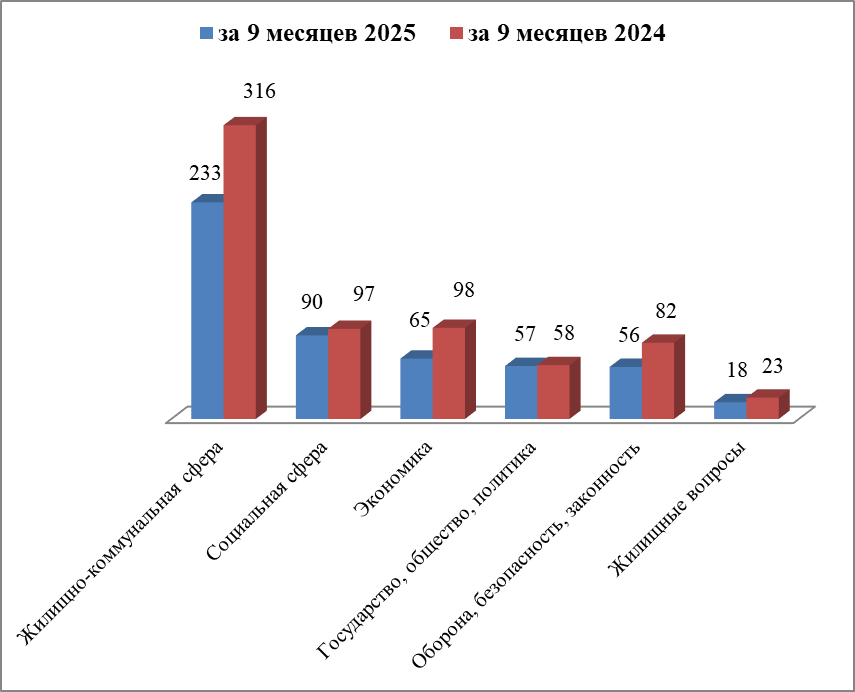 за 9 месяцев 2025 за 9 месяцев 2024
316
233
90
97
65
98
57
58
56
82
18
23
Жилищно-коммунальная сфера
Социальная сфера
Экономика
Государство, общество, политика
Оборона, безопасность, законность
Жилищные вопросы